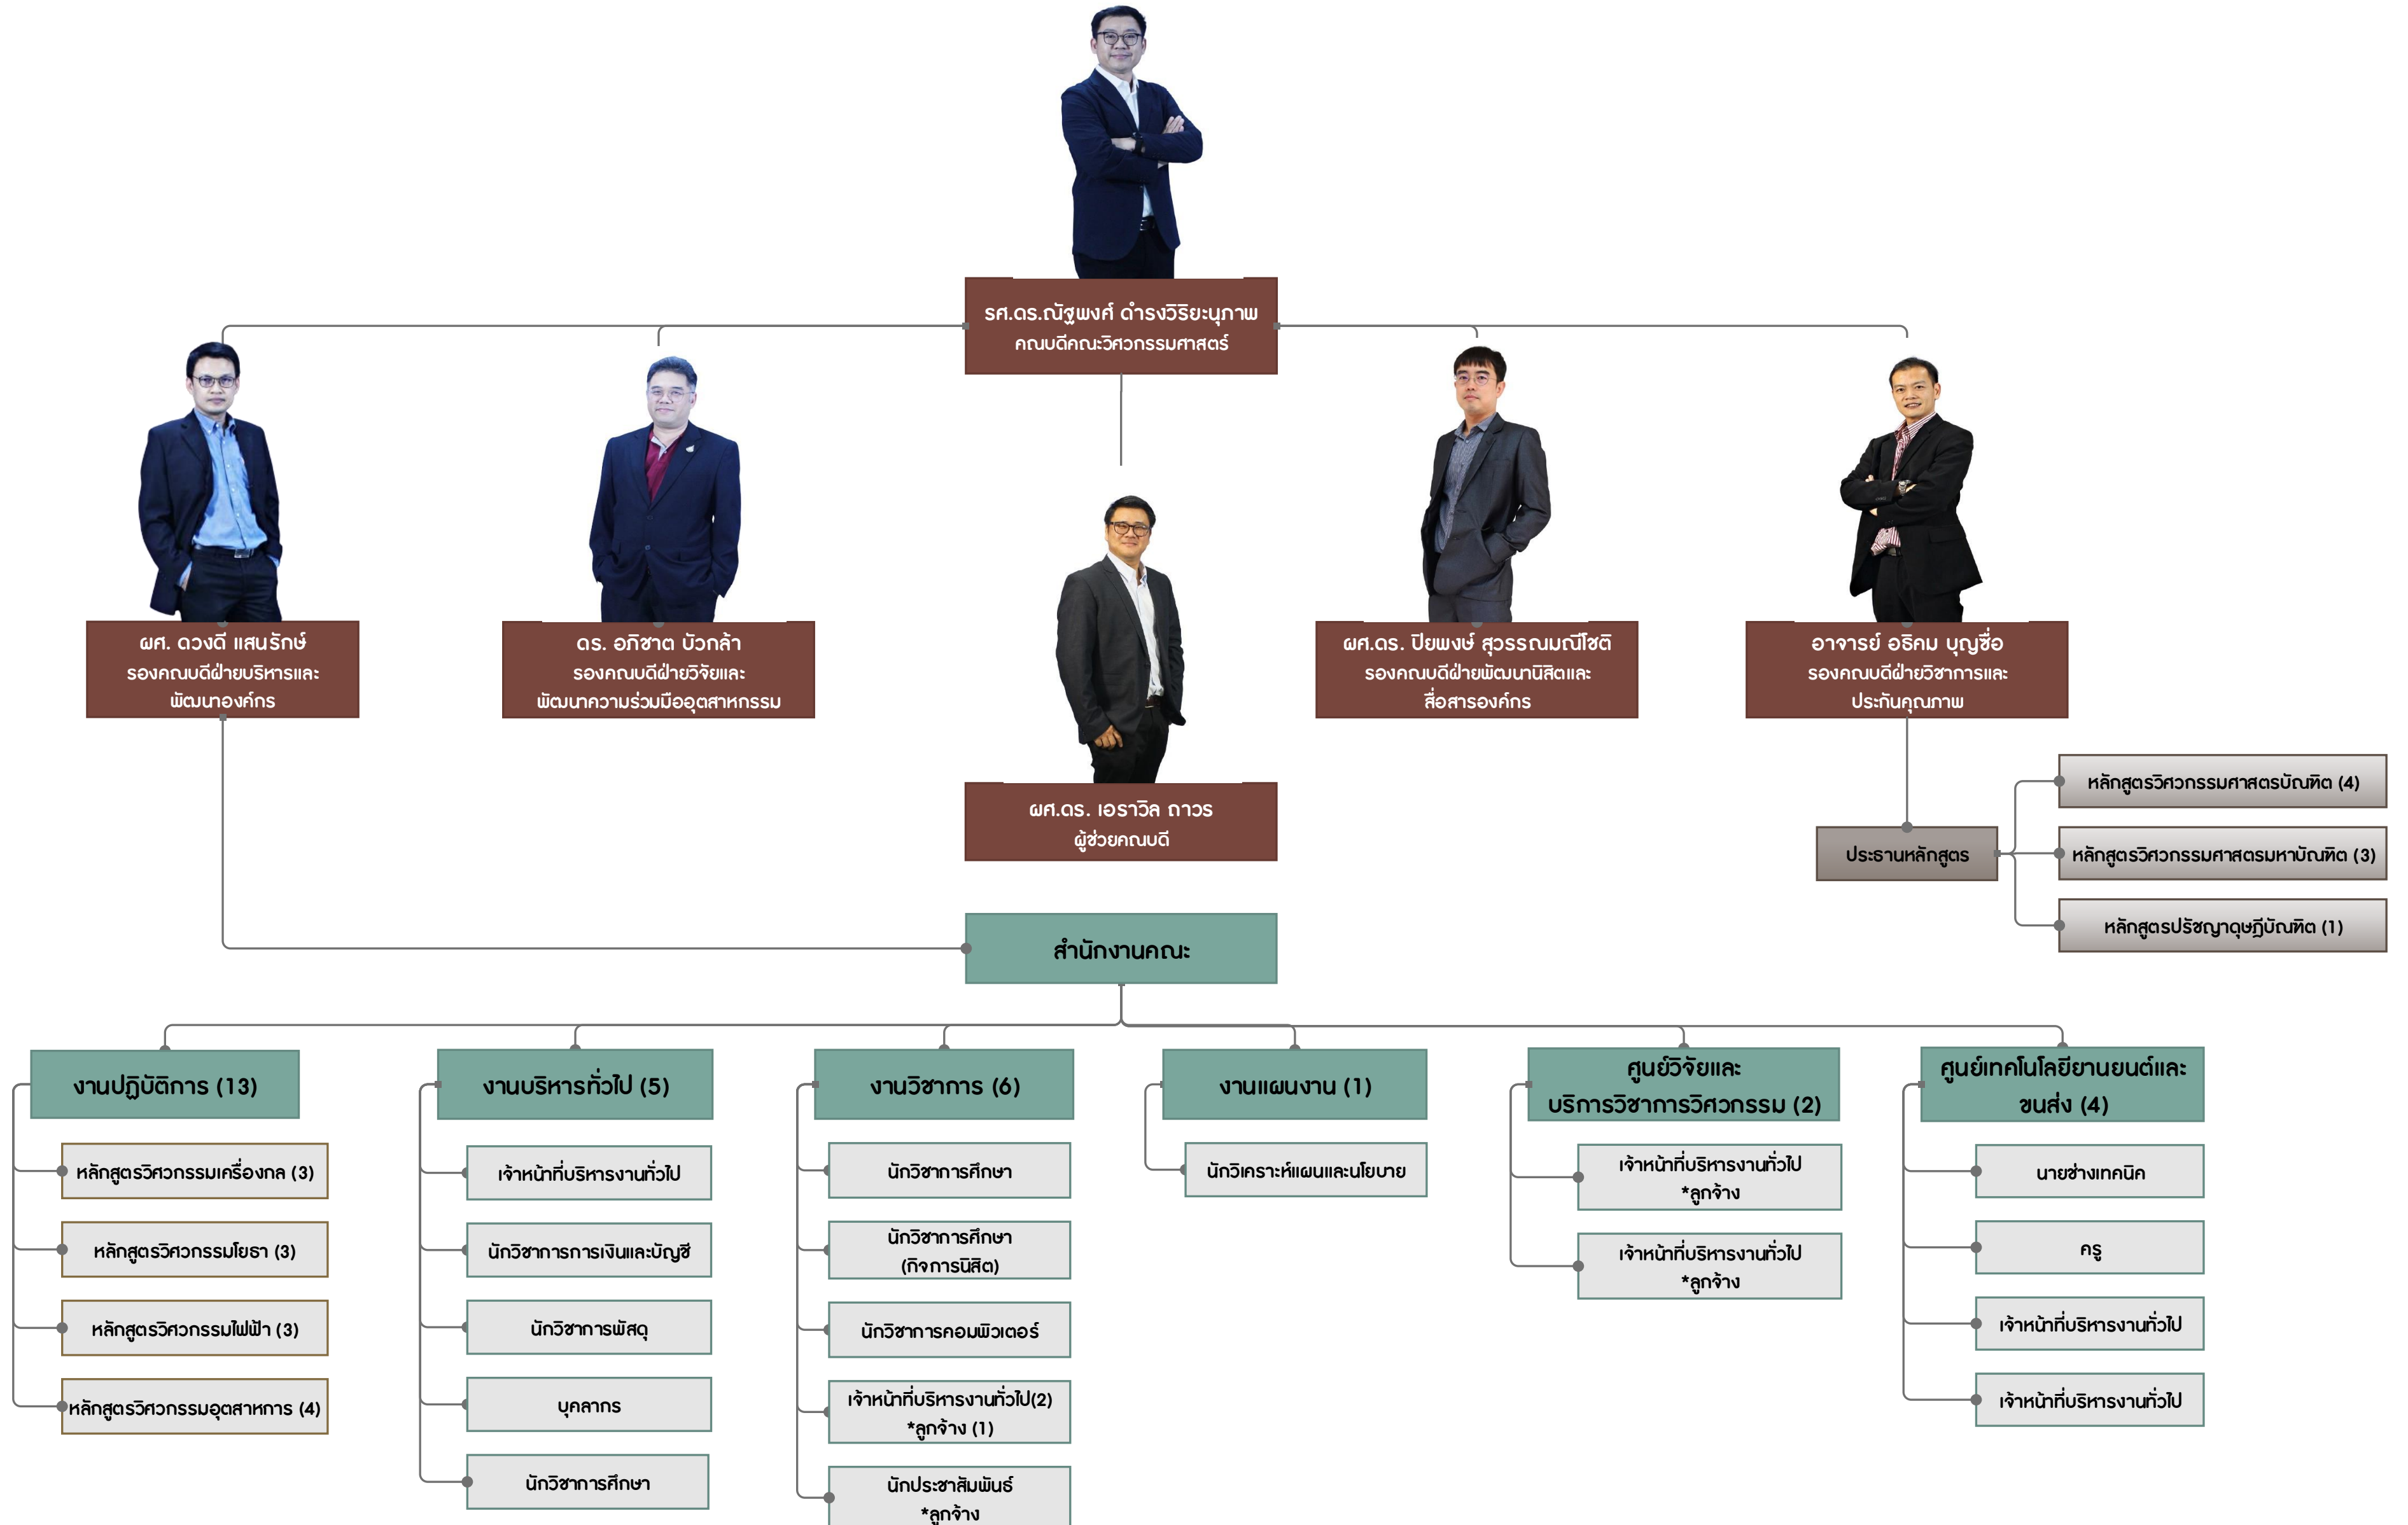 รศ.ดร.ณัฐพงศ์ ดำรงวิริยะนุภาพ
คณบดีคณะวิศวกรรมศาสตร์
ผศ. ดวงดี แสนรักษ์
รองคณบดีฝ่ายบริหารและ
พัฒนาองค์กร
ดร. อภิชาต บัวกล้า
รองคณบดีฝ่ายวิจัยและ
พัฒนาความร่วมมืออุตสาหกรรม
ผศ.ดร. ปิยพงษ์ สุวรรณมณีโชติ
รองคณบดีฝ่ายพัฒนานิสิตและ
สื่อสารองค์กร
อาจารย์ อธิคม บุญซื่อ
รองคณบดีฝ่ายวิชาการและ
ประกันคุณภาพ
ผศ.ดร. เอราวิล ถาวร
ผู้ช่วยคณบดี
ประธานหลักสูตร
หลักสูตรวิศวกรรมศาสตรบัณฑิต (4)
หลักสูตรวิศวกรรมศาสตรมหาบัณฑิต (3)
หลักสูตรปรัชญาดุษฎีบัณฑิต (1)
สำนักงานคณะ
งานปฏิบัติการ (13)
หลักสูตรวิศวกรรมเครื่องกล (3)
หลักสูตรวิศวกรรมโยธา (3)
หลักสูตรวิศวกรรมไฟฟ้า (3)
หลักสูตรวิศวกรรมอุตสาหการ (4)
งานบริหารทั่วไป (5)
เจ้าหน้าที่บริหารงานทั่วไป
นักวิชาการการเงินและบัญชี
นักวิชาการพัสดุ
บุคลากร
นักวิชาการศึกษา
งานวิชาการ (6)
นักวิชาการศึกษา
นักวิชาการศึกษา
(กิจการนิสิต)
นักวิชาการคอมพิวเตอร์
เจ้าหน้าที่บริหารงานทั่วไป(2)
*ลูกจ้าง (1)
นักประชาสัมพันธ์
*ลูกจ้าง
งานแผนงาน (1)
นักวิเคราะห์แผนและนโยบาย
ศูนย์วิจัยและ
บริการวิชาการวิศวกรรม (2)
เจ้าหน้าที่บริหารงานทั่วไป
*ลูกจ้าง
เจ้าหน้าที่บริหารงานทั่วไป
*ลูกจ้าง
ศูนย์เทคโนโลยียานยนต์และ
ขนส่ง (4)
นายช่างเทคนิค
ครู
เจ้าหน้าที่บริหารงานทั่วไป
เจ้าหน้าที่บริหารงานทั่วไป